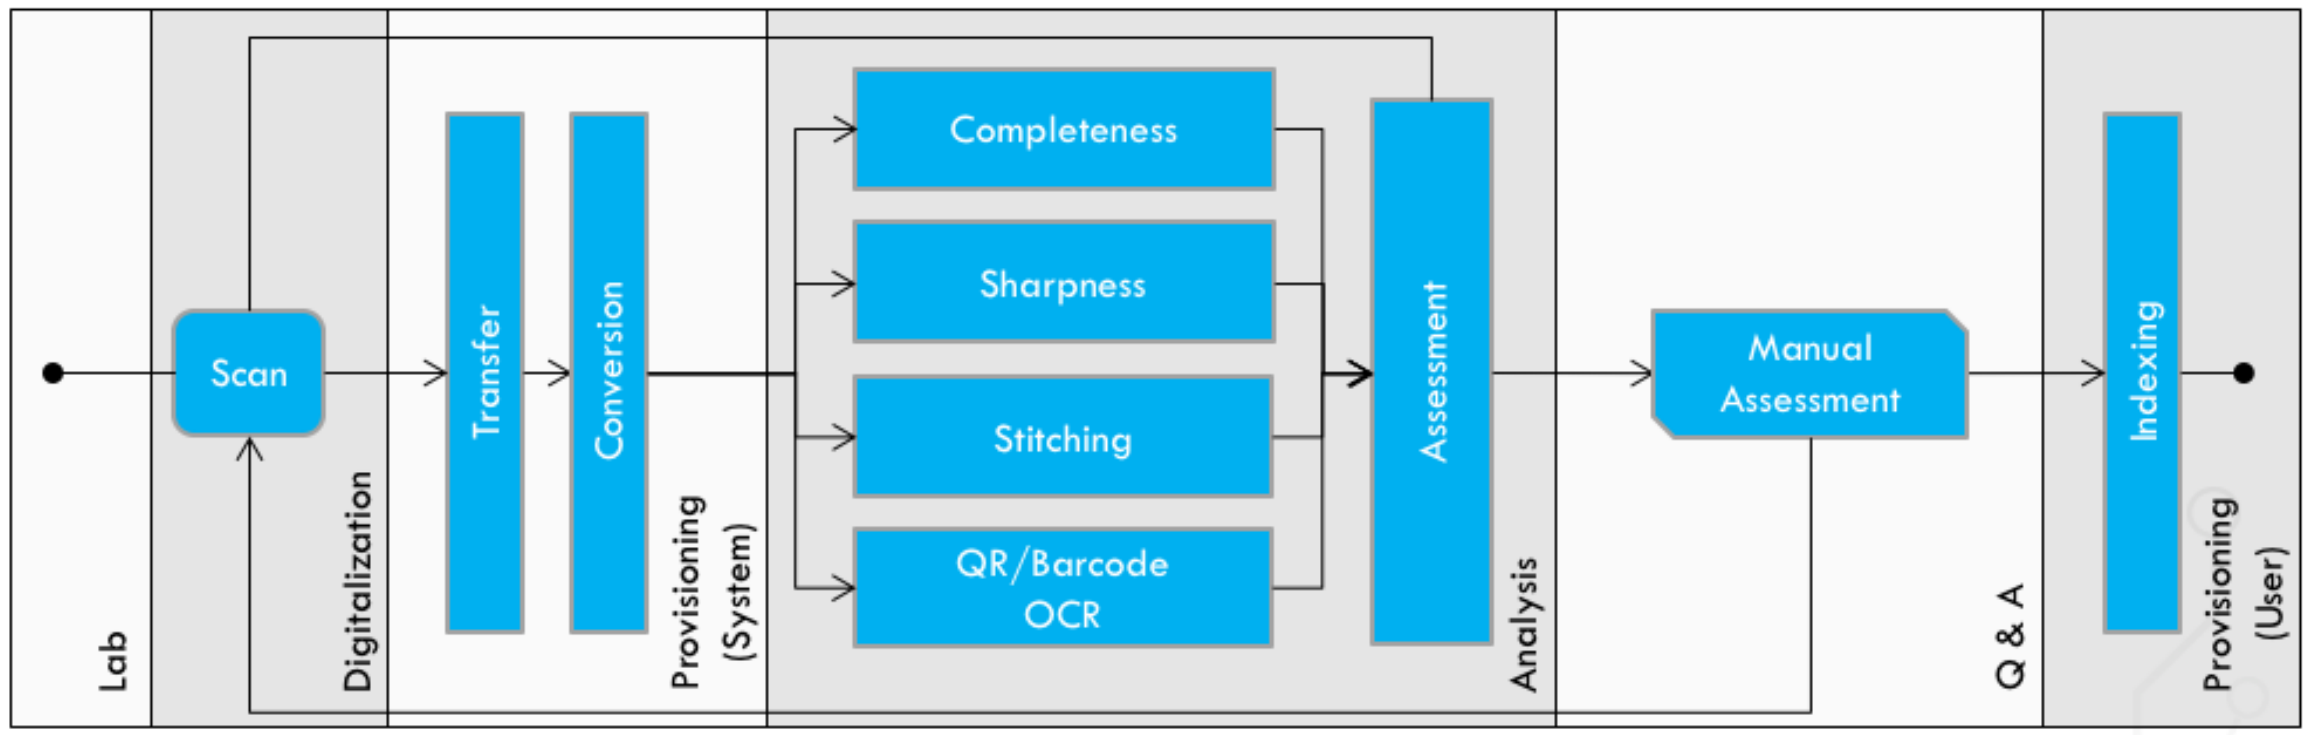 Lab
Scan
Digitalization
Transfer
Conversion
Provisioning
(System)
Completeness
Sharpness
Stitching
QR/Barcode
OCR
Assessment
Analysis
Manual
Assessment
Q & A
Indexing
Provisioning
(User)